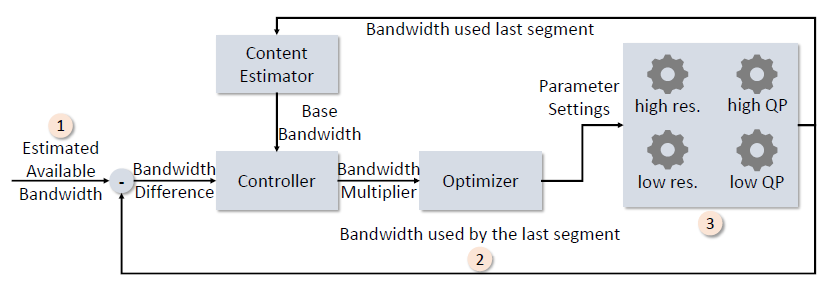 Bandwidth used last segment
Content
Estimator
Parameter
Settings
high res.
high QP
Base
Bandwidth
1
Estimated
Available
Bandwidth
-
Bandwidth
Difference
Controller
Bandwidth
Multiplier
Optimizer
low res.
low QP
3
Bandwidth used by the last segment
2